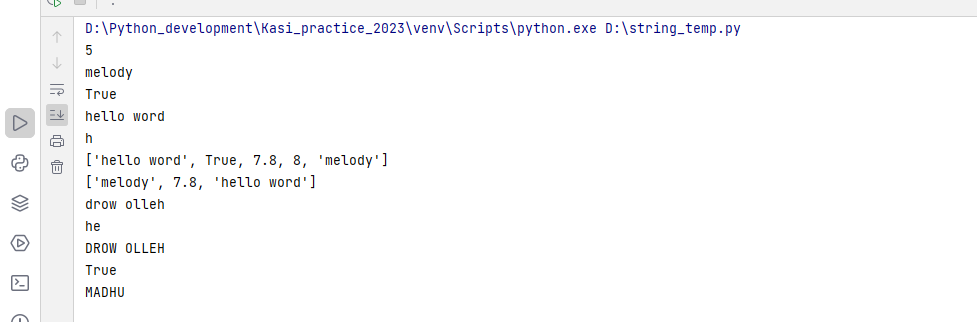 D:\Python_development\Kasi_practice_2023\venv\Scripts\python.exe D:\string_temp.py
5
melody
True
hello word
h
['hello word', True, 7.8, 8, 'melody']
['melody', 7.8, 'hello word']
drow olleh
he
DROW OLLEH
True
MADHU